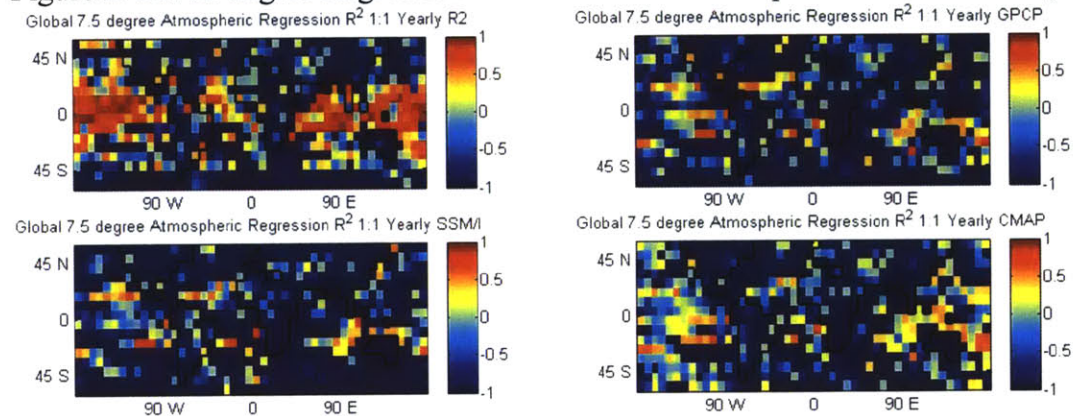 Global 7.5 degree Atmospheric Regression R² 1:1 Yearly R2
45 N
0
45 S
90 W 0 90 E
1
0.5
0
-0.5
-1
Global 7.5 degree Atmospheric Regression R² 1:1 Yearly GPCP
45 N
0
45 S
90 W 0 90 E
1
0.5
0
-0.5
-1
Global 7.5 degree Atmospheric Regression R² 1:1 Yearly SSM/I
45 N
0
45 S
90 W 0 90 E
1
0.5
0
-0.5
-1
Global 7.5 degree Atmospheric Regression R² 1:1 Yearly CMAP
45 N
0
45 S
90 W 0 90 E
1
0.5
0
-0.5
-1